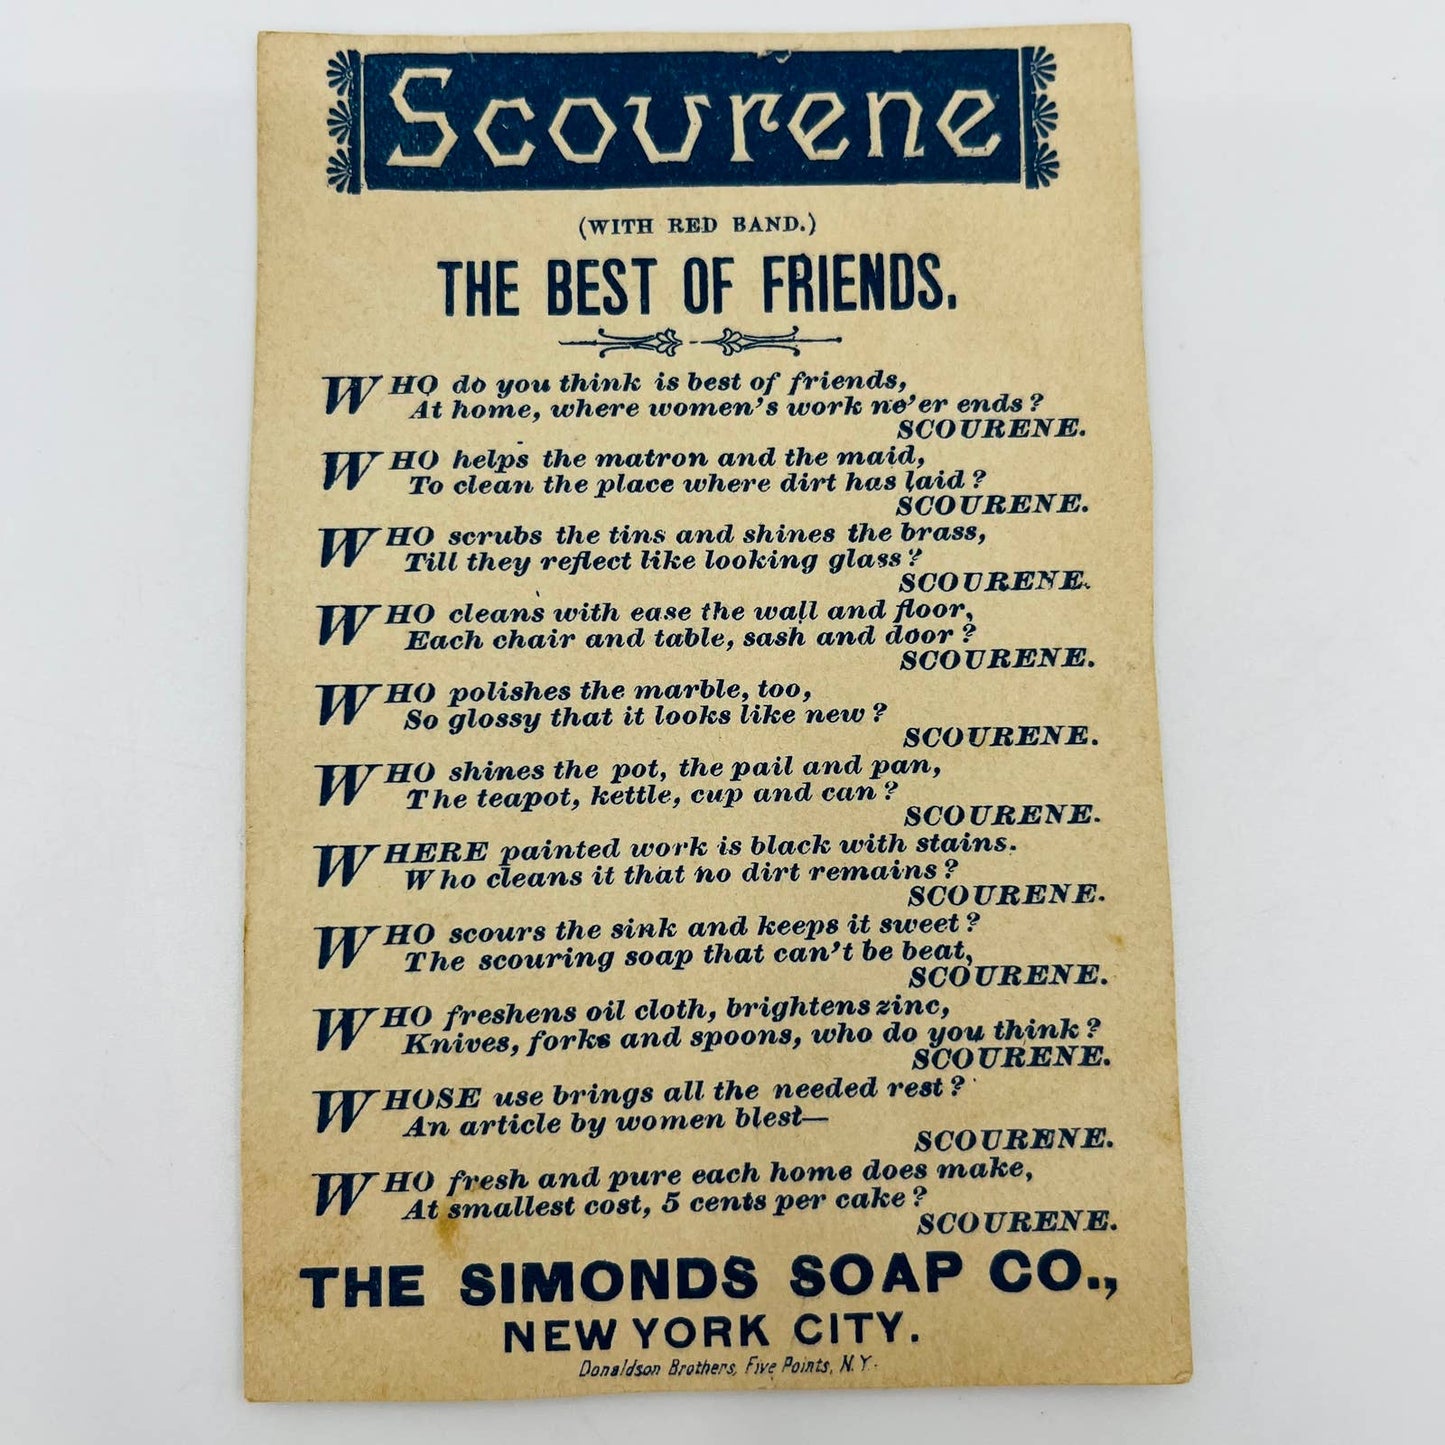 Scourene
(WITH RED BAND.)
THE BEST OF FRIENDS.
WHO do you think is best of friends,
At home, where women's work ne'er ends?
SCOURENE.
WHO helps the matron and the maid,
To clean the place where dirt has laid?
SCOURENE.
WHO scrubs the tins and shines the brass,
Till they reflect like looking glass?
SCOURENE.
WHO cleans with ease the wall and floor,
Each chair and table, sash and door?
SCOURENE.
WHO polishes the marble, too,
So glossy that it looks like new?
SCOURENE.
WHO shines the pot, the pail and pan,
The teapot, kettle, cup and can?
SCOURENE.
WHERE painted work is black with stains.
Who cleans it that no dirt remains?
SCOURENE.
WHO scours the sink and keeps it sweet?
The scouring soap that can't be beat,
SCOURENE.
WHO freshens oil cloth, brightens zinc,
Knives, forks and spoons, who do you think?
SCOURENE.
WHOSE use brings all the needed rest?
An article by women blest—
SCOURENE.
WHO fresh and pure each home does make,
At smallest cost, 5 cents per cake?
SCOURENE.
THE SIMONDS SOAP CO.,
NEW YORK CITY.
Donaldson Brothers, Five Points, N.Y.